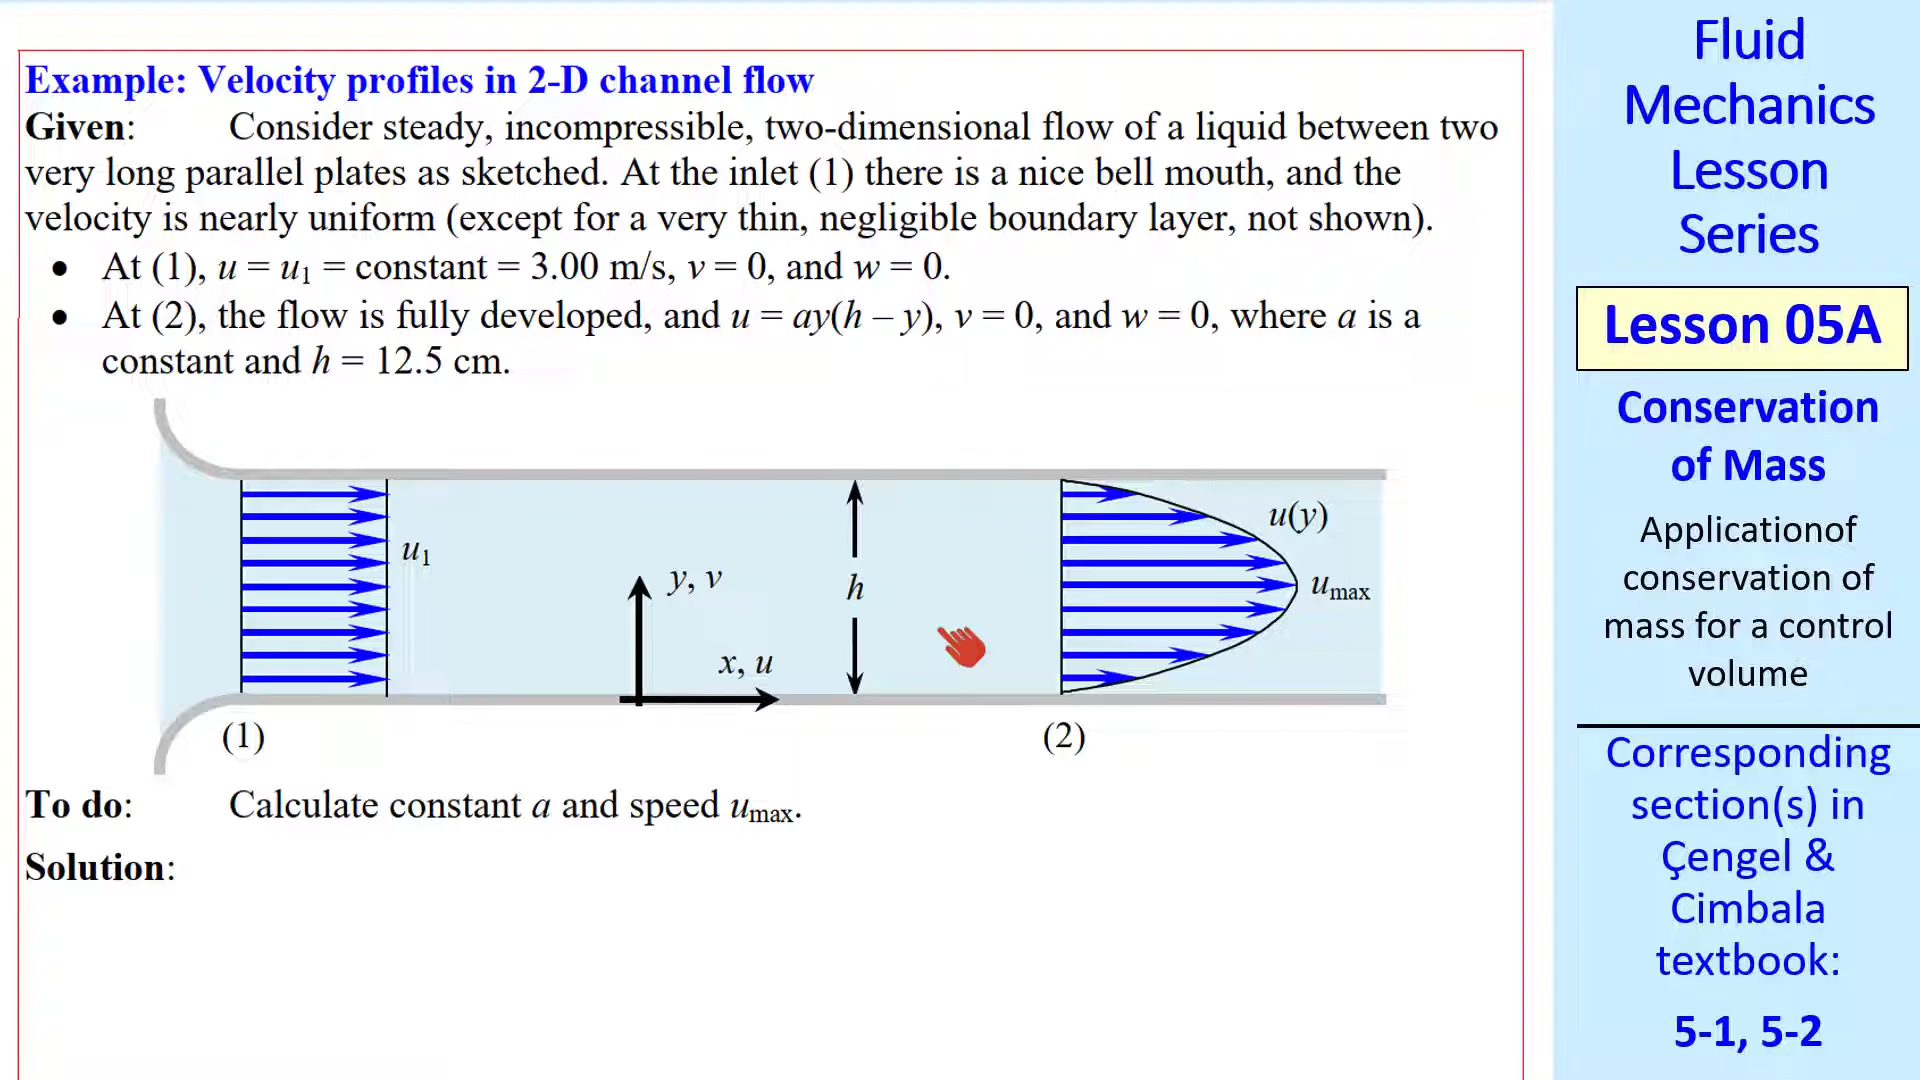 Example: Velocity profiles in 2-D channel flow
Given: Consider steady, incompressible, two-dimensional flow of a liquid between two
very long parallel plates as sketched. At the inlet (1) there is a nice bell mouth, and the
velocity is nearly uniform (except for a very thin, negligible boundary layer, not shown).
• At (1), u = u₁ = constant = 3.00 m/s, v = 0, and w = 0.
• At (2), the flow is fully developed, and u = ay(h – y), v = 0, and w = 0, where a is a
constant and h = 12.5 cm.
u₁
y, v
x, u
h
u(y)
umax
(1)
(2)
To do: Calculate constant a and speed umax.
Solution:
Fluid
Mechanics
Lesson
Series
Lesson 05A
Conservation
of Mass
Applicationof
conservation of
mass for a control
volume
Corresponding
section(s) in
Çengel &
Cimbala
textbook:
5-1, 5-2